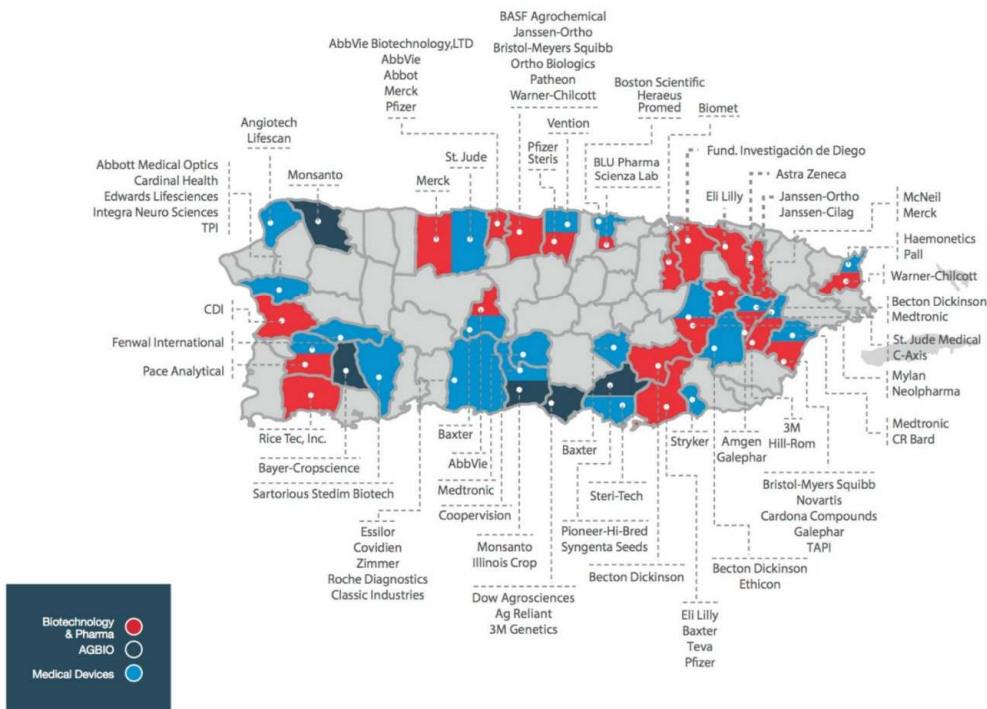 BASF Agrochemical
Janssen-Ortho
Bristol-Meyers Squibb
Ortho Biologics
Patheon
Warner-Chilcott
AbbVie Biotechnology,LTD
AbbVie
Abbot
Merck
Pfizer
Boston Scientific
Heraeus
Promed
Biomet
Angiotech
Lifescan
Vention
Pfizer
Steris
Fund. Investigación de Diego
Abbott Medical Optics
Cardinal Health
Edwards Lifesciences
Integra Neuro Sciences
TPI
Monsanto
Merck
St. Jude
BLU Pharma
Scienza Lab
Astra Zeneca
Eli Lilly
Janssen-Ortho
Janssen-Cilag
McNeil
Merck
Haemonetics
Pall
Warner-Chilcott
CDI
Becton Dickinson
Medtronic
Fenwal International
St. Jude Medical
C-Axis
Pace Analytical
Mylan
Neolpharma
Rice Tec, Inc.
Baxter
Baxter
Stryker
Amgen
Galephar
3M
Hill-Rom
Medtronic
CR Bard
Bayer-Cropscience
AbbVie
Sartorious Stedim Biotech
Medtronic
Steri-Tech
Bristol-Myers Squibb
Novartis
Cardona Compounds
Galephar
TAPI
Coopervision
Essilor
Covidien
Zimmer
Roche Diagnostics
Classic Industries
Monsanto
Illinois Crop
Pioneer-Hi-Bred
Syngenta Seeds
Becton Dickinson
Becton Dickinson
Ethicon
Dow Agrosciences
Ag Reliant
3M Genetics
Eli Lilly
Baxter
Teva
Pfizer
Biotechnology
& Pharma
AGBIO
Medical Devices